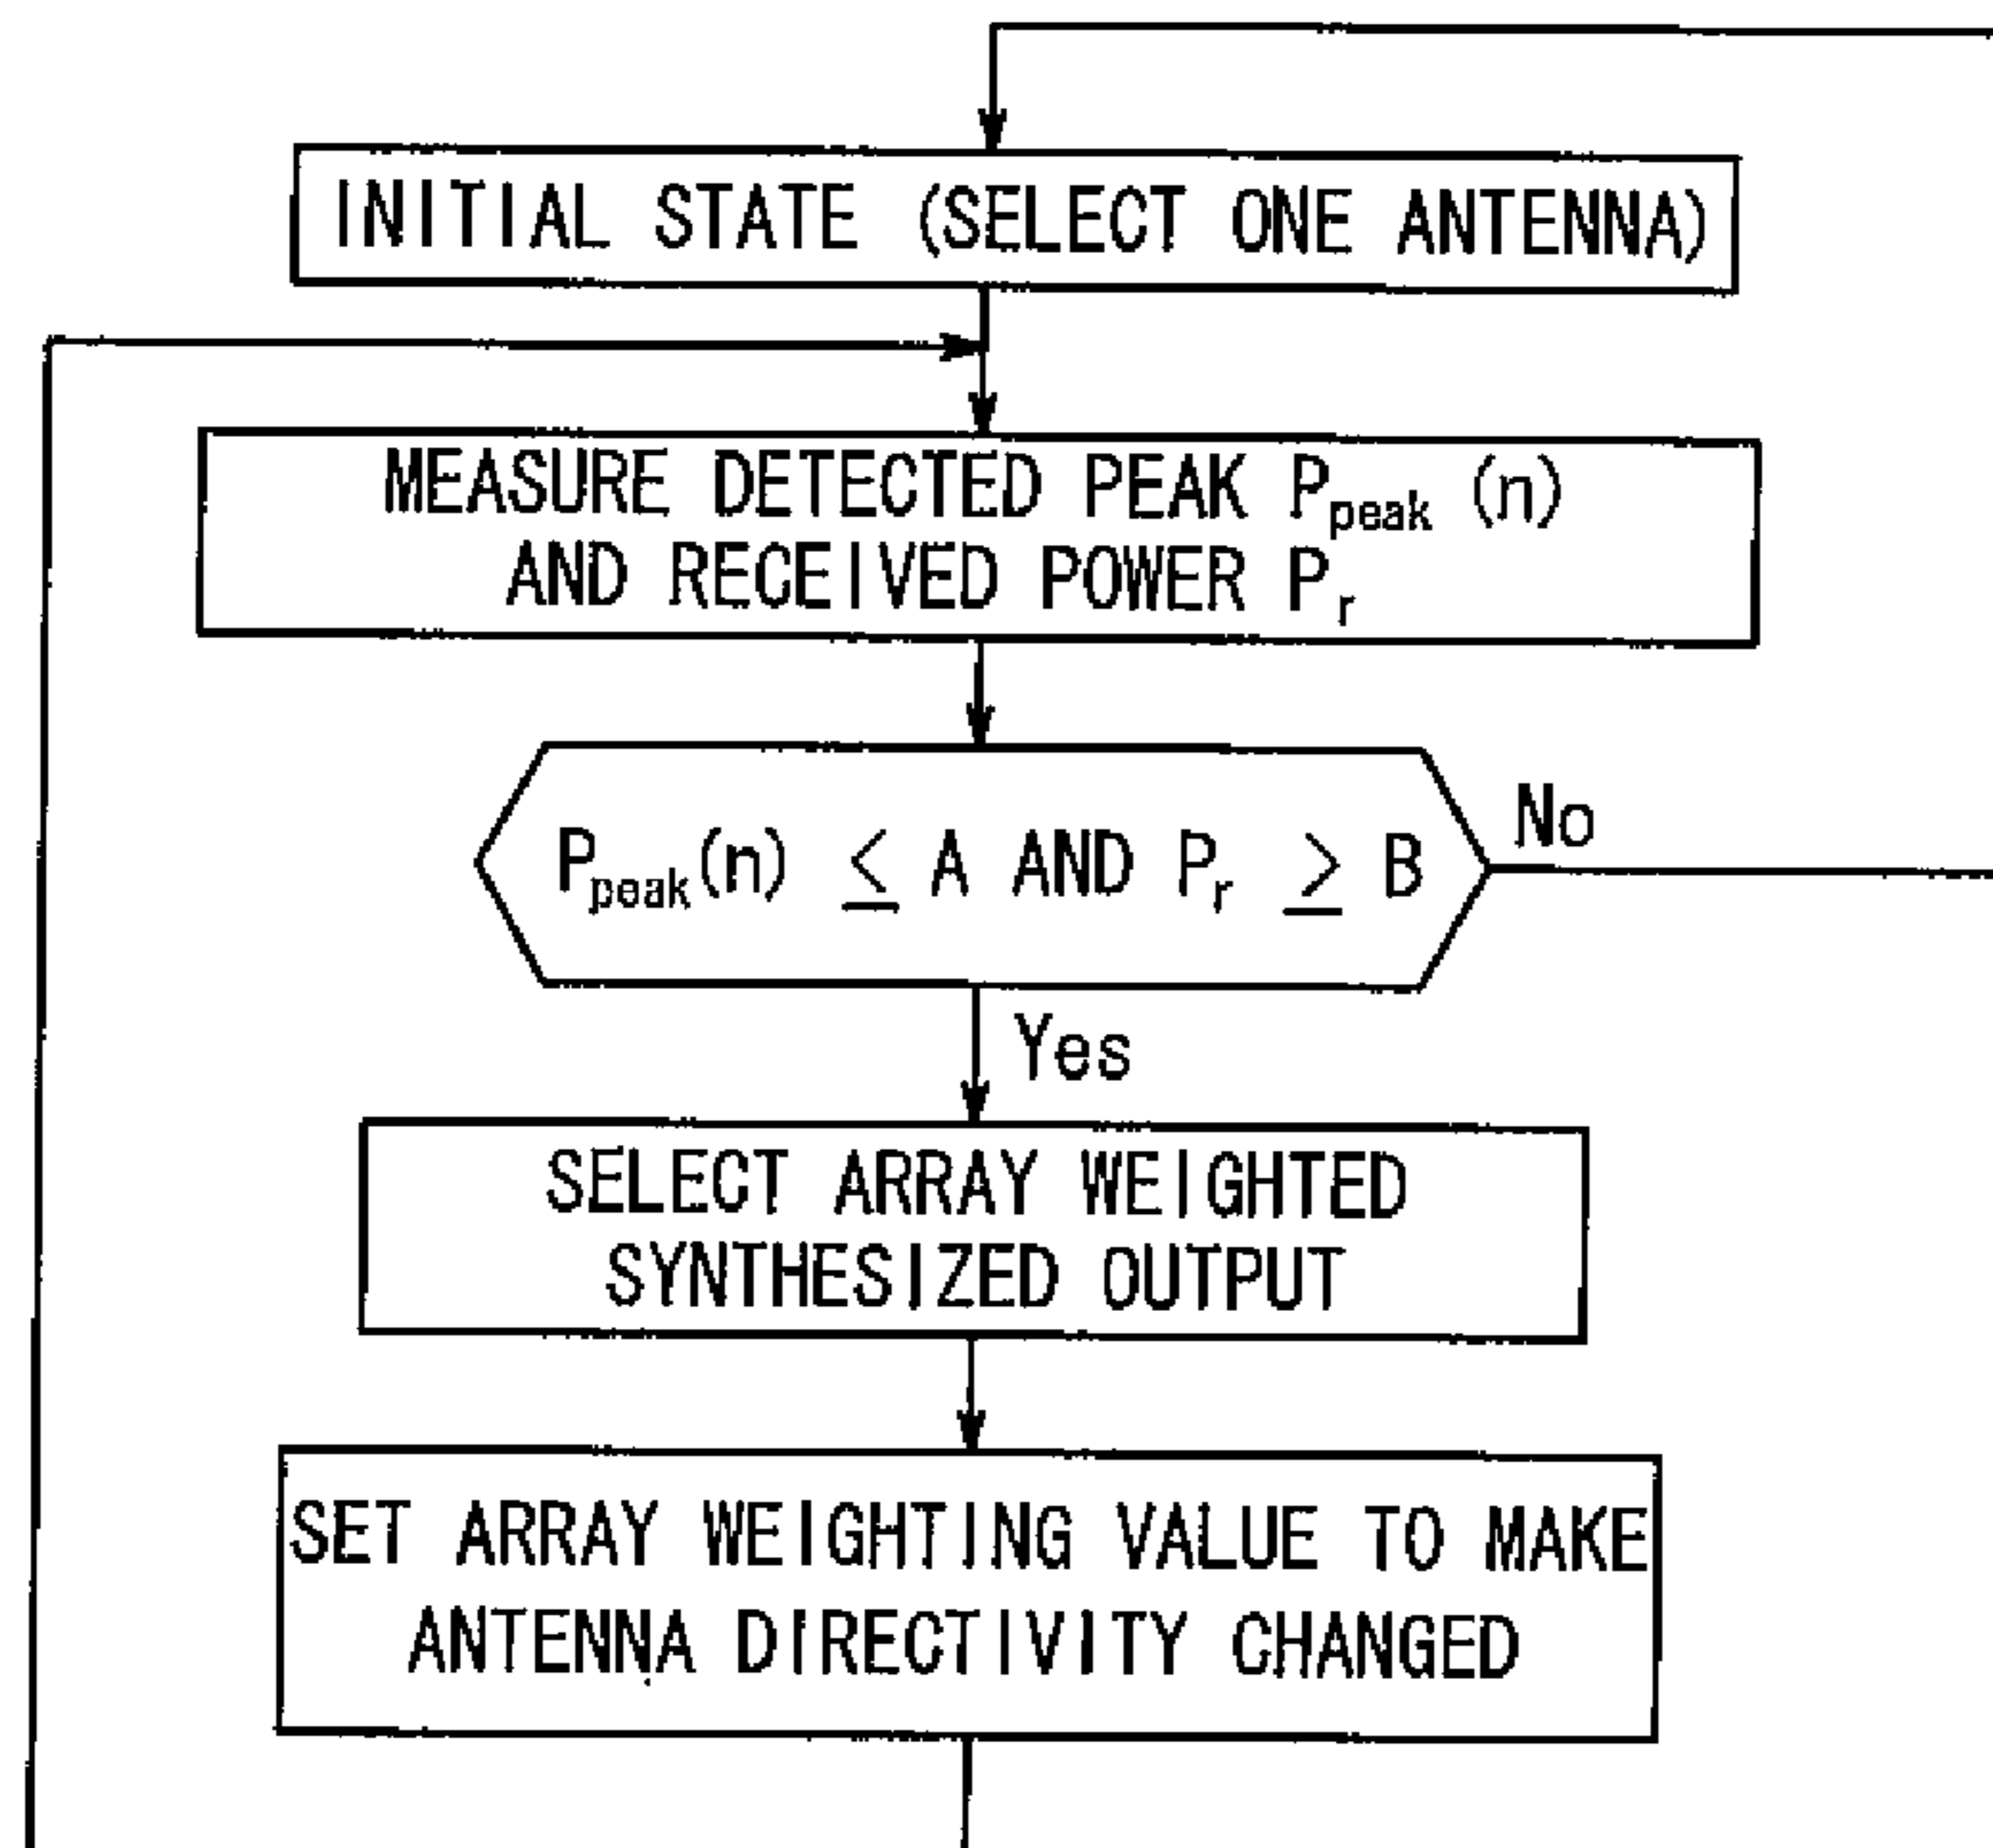 INITIAL STATE (SELECT ONE ANTENNA)
MEASURE DETECTED PEAK Ppeak (n)
AND RECEIVED POWER Pr
Ppeak(n) ≤ A AND Pr ≥ B
No
Yes
SELECT ARRAY WEIGHTED
SYNTHESIZED OUTPUT
SET ARRAY WEIGHTING VALUE TO MAKE
ANTENNA DIRECTIVITY CHANGED